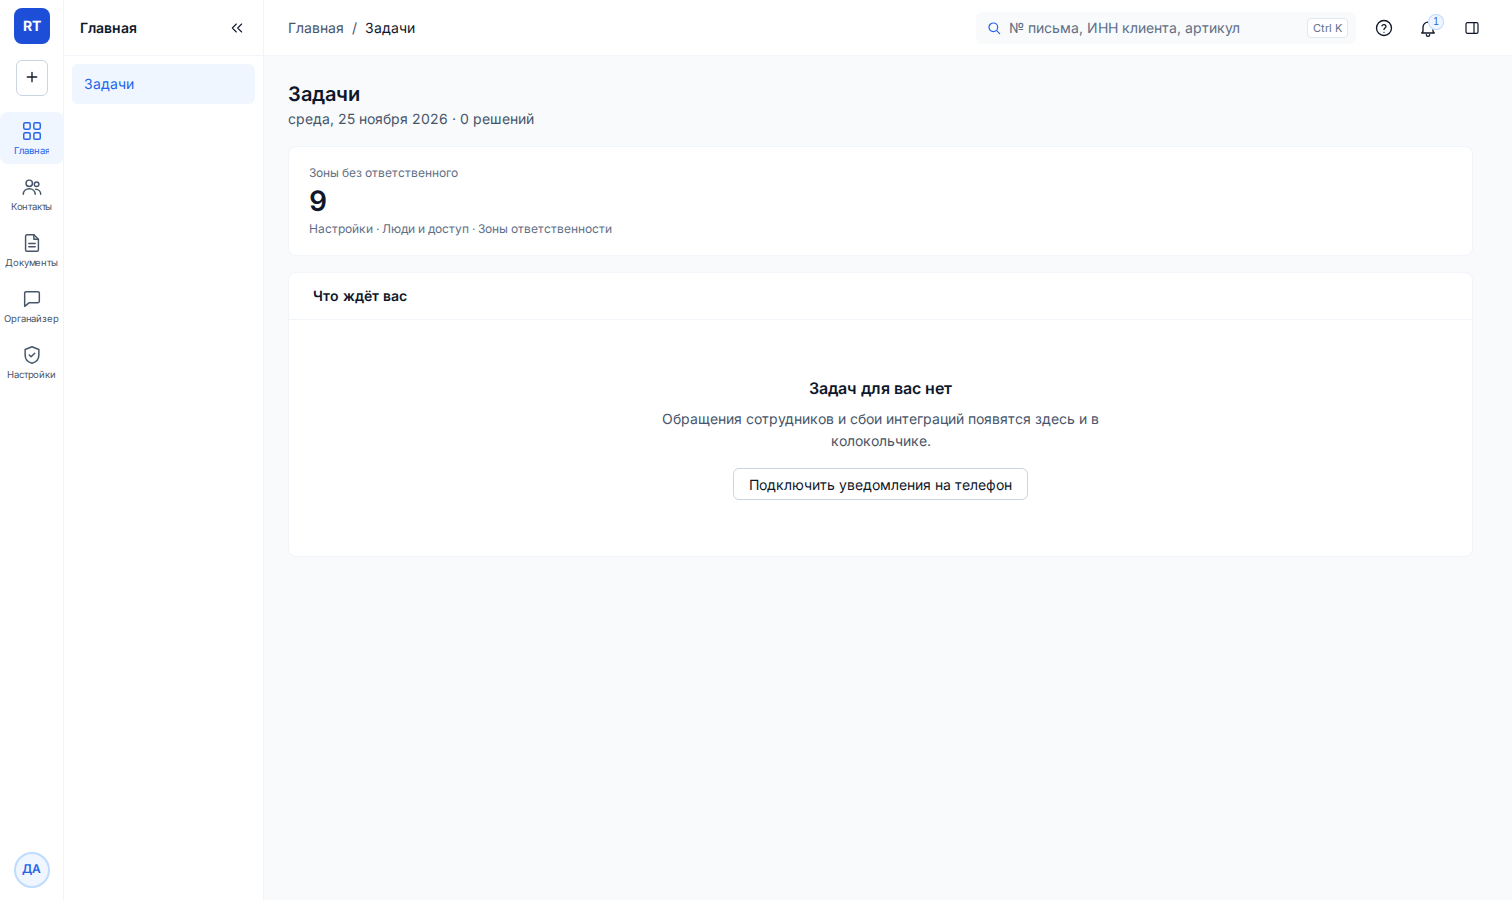 RT
Главная
Главная / Задачи
№ письма, ИНН клиента, артикул
Ctrl K
1
+
Главная
Контакты
Документы
Органайзер
Настройки
ДА
Задачи
Задачи
среда, 25 ноября 2026 · 0 решений
Зоны без ответственного
9
Настройки · Люди и доступ · Зоны ответственности
Что ждёт вас
Задач для вас нет
Обращения сотрудников и сбои интеграций появятся здесь и в
колокольчике.
Подключить уведомления на телефон